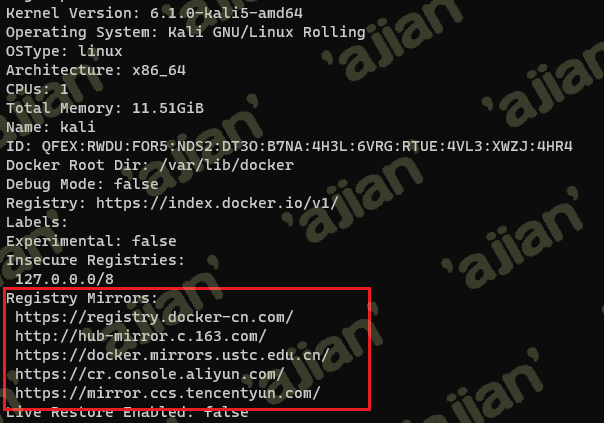 Kernel Version: 6.1.0-kali5-amd64
Operating System: Kali GNU/Linux Rolling
OSType: linux
Architecture: x86_64
CPUs: 1
Total Memory: 11.51GiB
Name: kali
ID: QFEX:RWDU:FOR5:NDS2:DT3O:B7NA:4H3L:6VRG:RTUE:4VL3:XWZJ:4HR4
Docker Root Dir: /var/lib/docker
Debug Mode: false
Registry: https://index.docker.io/v1/
Labels:
Experimental: false
Insecure Registries:
127.0.0.0/8
Registry Mirrors:
https://registry.docker-cn.com/
http://hub-mirror.c.163.com/
https://docker.mirrors.ustc.edu.cn/
https://cr.console.aliyun.com/
https://mirror.ccs.tencentyun.com/
Live Restore Enabled: false
'ajian'
'ajian'
'ajian'
'ajian'
'ajian'
'ajian'